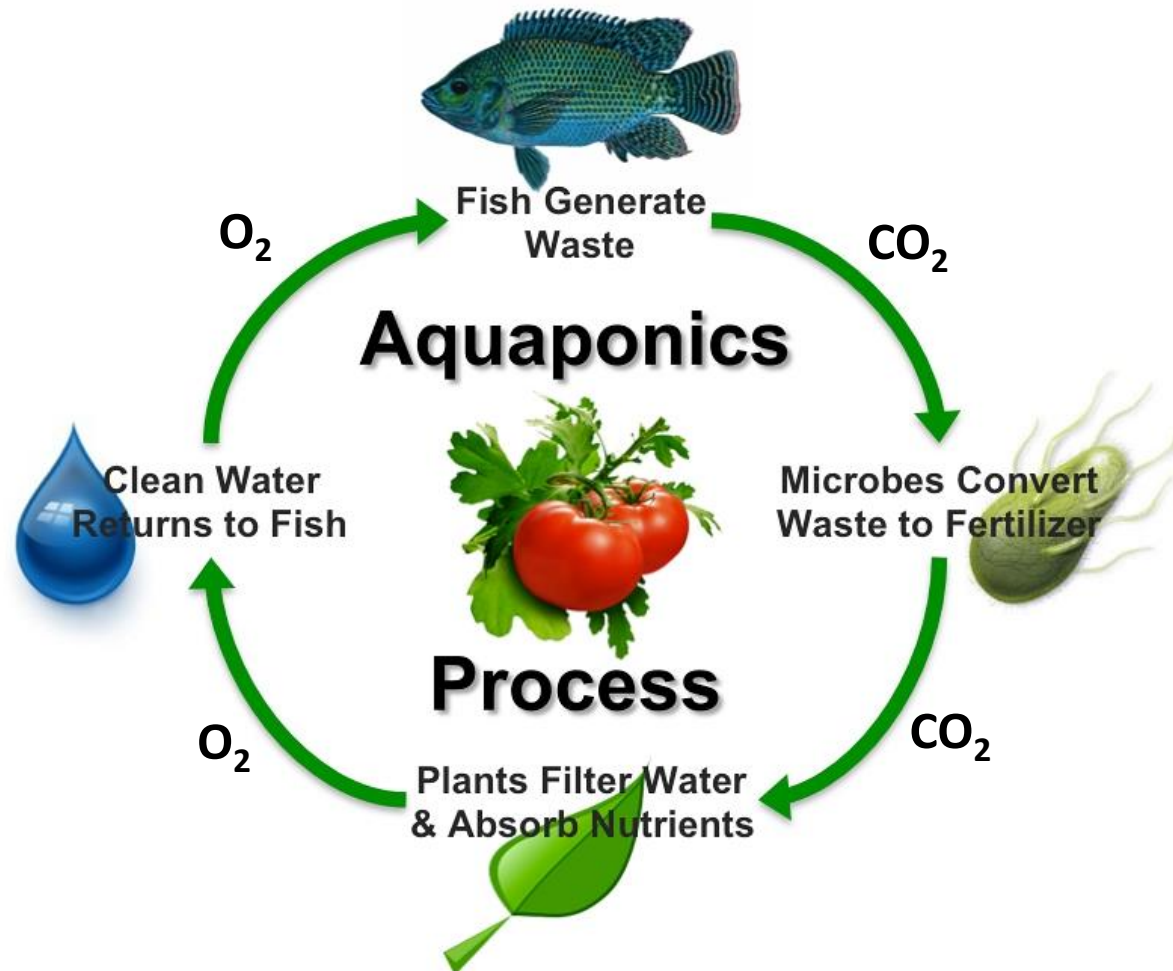 Fish Generate
Waste
O₂
CO₂
Aquaponics
Clean Water
Returns to Fish
Microbes Convert
Waste to Fertilizer
Process
O₂
CO₂
Plants Filter Water
& Absorb Nutrients